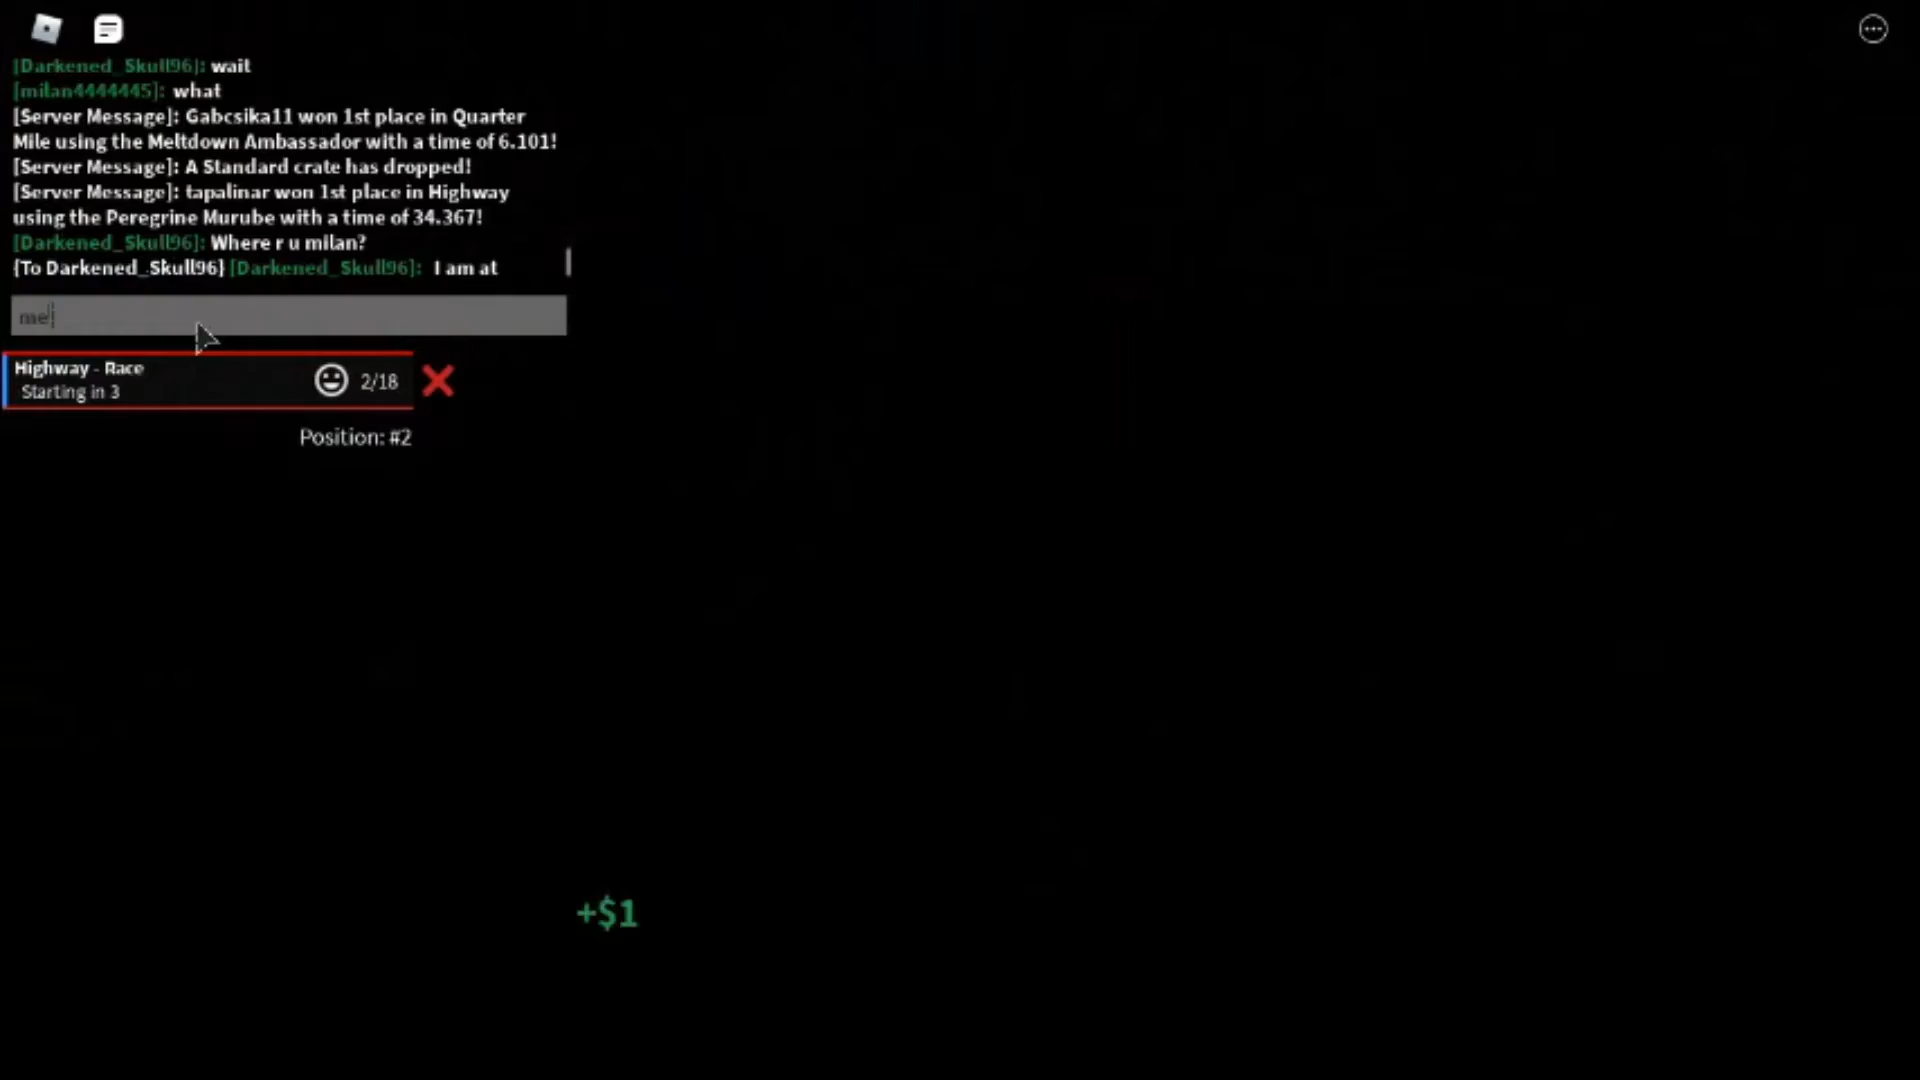 [Darkened_Skull96]: wait
[milan4444445]: what
[Server Message]: Gabcsika11 won 1st place in Quarter
Mile using the Meltdown Ambassador with a time of 6.101!
[Server Message]: A Standard crate has dropped!
[Server Message]: tapalinar won 1st place in Highway
using the Peregrine Murube with a time of 34.367!
[Darkened_Skull96]: Where r u milan?
{To Darkened_Skull96} [Darkened_Skull96]: I am at
me
Highway - Race
Starting in 3
2/18
Position: #2
+$1